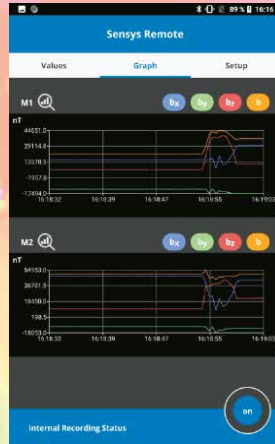 89% 16:16
Sensys Remote
Values Graph Setup
M1 bx by bz b
nT
44651.0
29114.8
13578.5
-1957.8
-17494.0
16:18:32 16:18:39 16:18:47 16:18:55 16:19:03
M2 bx by bz b
nT
54953.0
36701.5
18450.0
198.5
-18053.0
16:18:32 16:18:39 16:18:47 16:18:55 16:19:03
on
Internal Recording Status